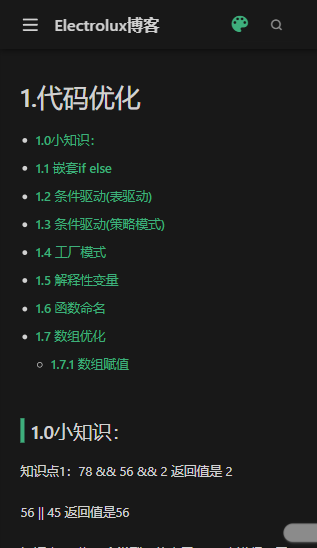 Electrolux博客
1.代码优化
1.0小知识：
1.1 嵌套if else
1.2 条件驱动(表驱动)
1.3 条件驱动(策略模式)
1.4 工厂模式
1.5 解释性变量
1.6 函数命名
1.7 数组优化
1.7.1 数组赋值
1.0小知识：
知识点1：78 && 56 && 2 返回值是 2
56 || 45 返回值是56